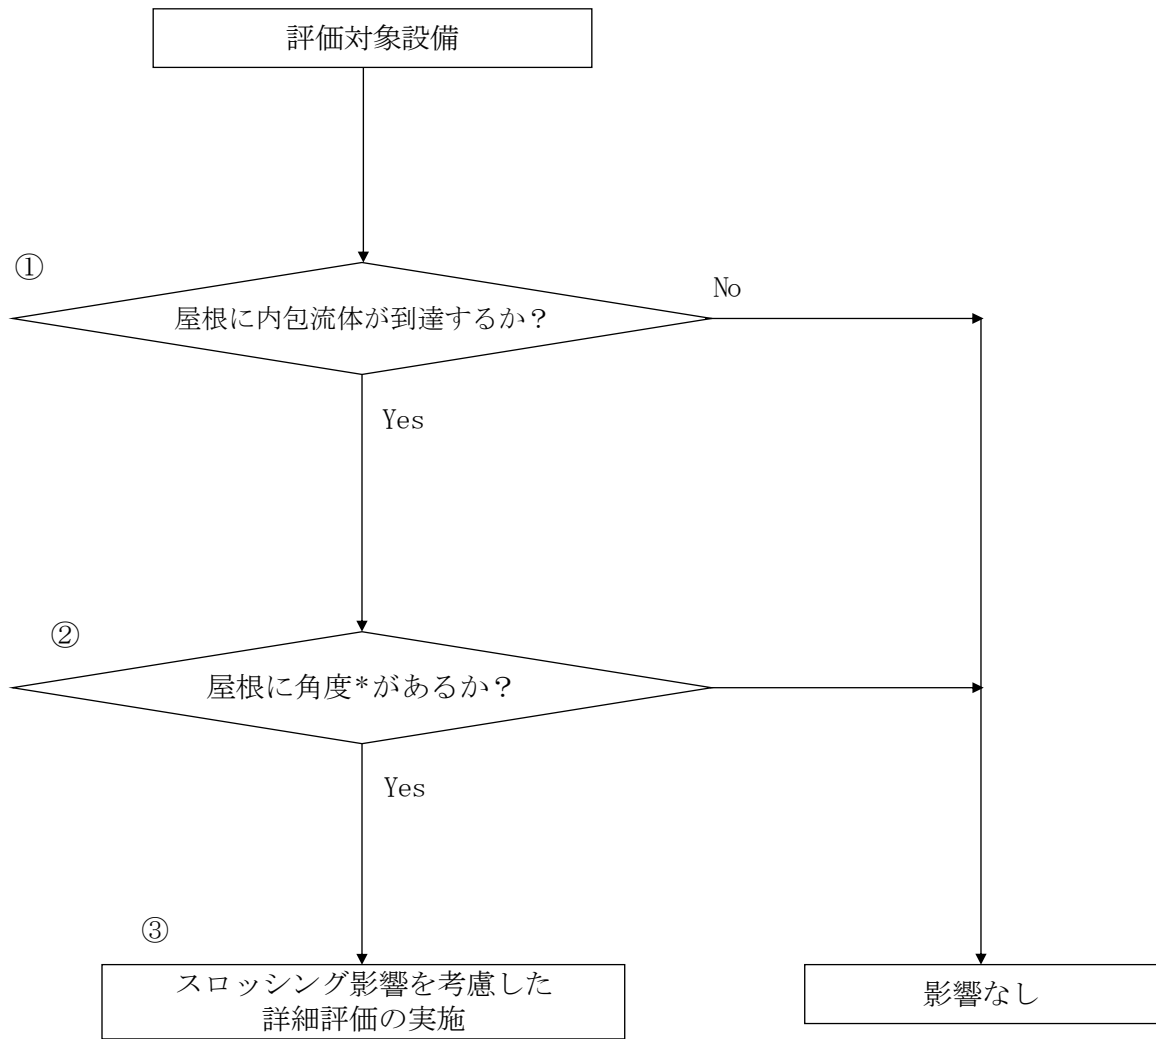 評価対象設備
①
屋根に内包流体が到達するか？
No
Yes
②
屋根に角度*があるか？
Yes
③
スロッシング影響を考慮した
詳細評価の実施
影響なし